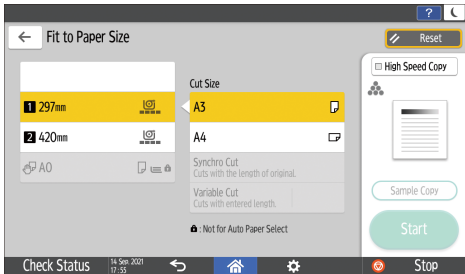 ?
Fit to Paper Size
Reset
High Speed Copy
Cut Size
1 297mm
A3
2 420mm
A4
A0
Synchro Cut
Cuts with the length of original.
Variable Cut
Cuts with entered length.
: Not for Auto Paper Select
Sample Copy
Start
Check Status
14 Sep. 2021
17:55
Stop